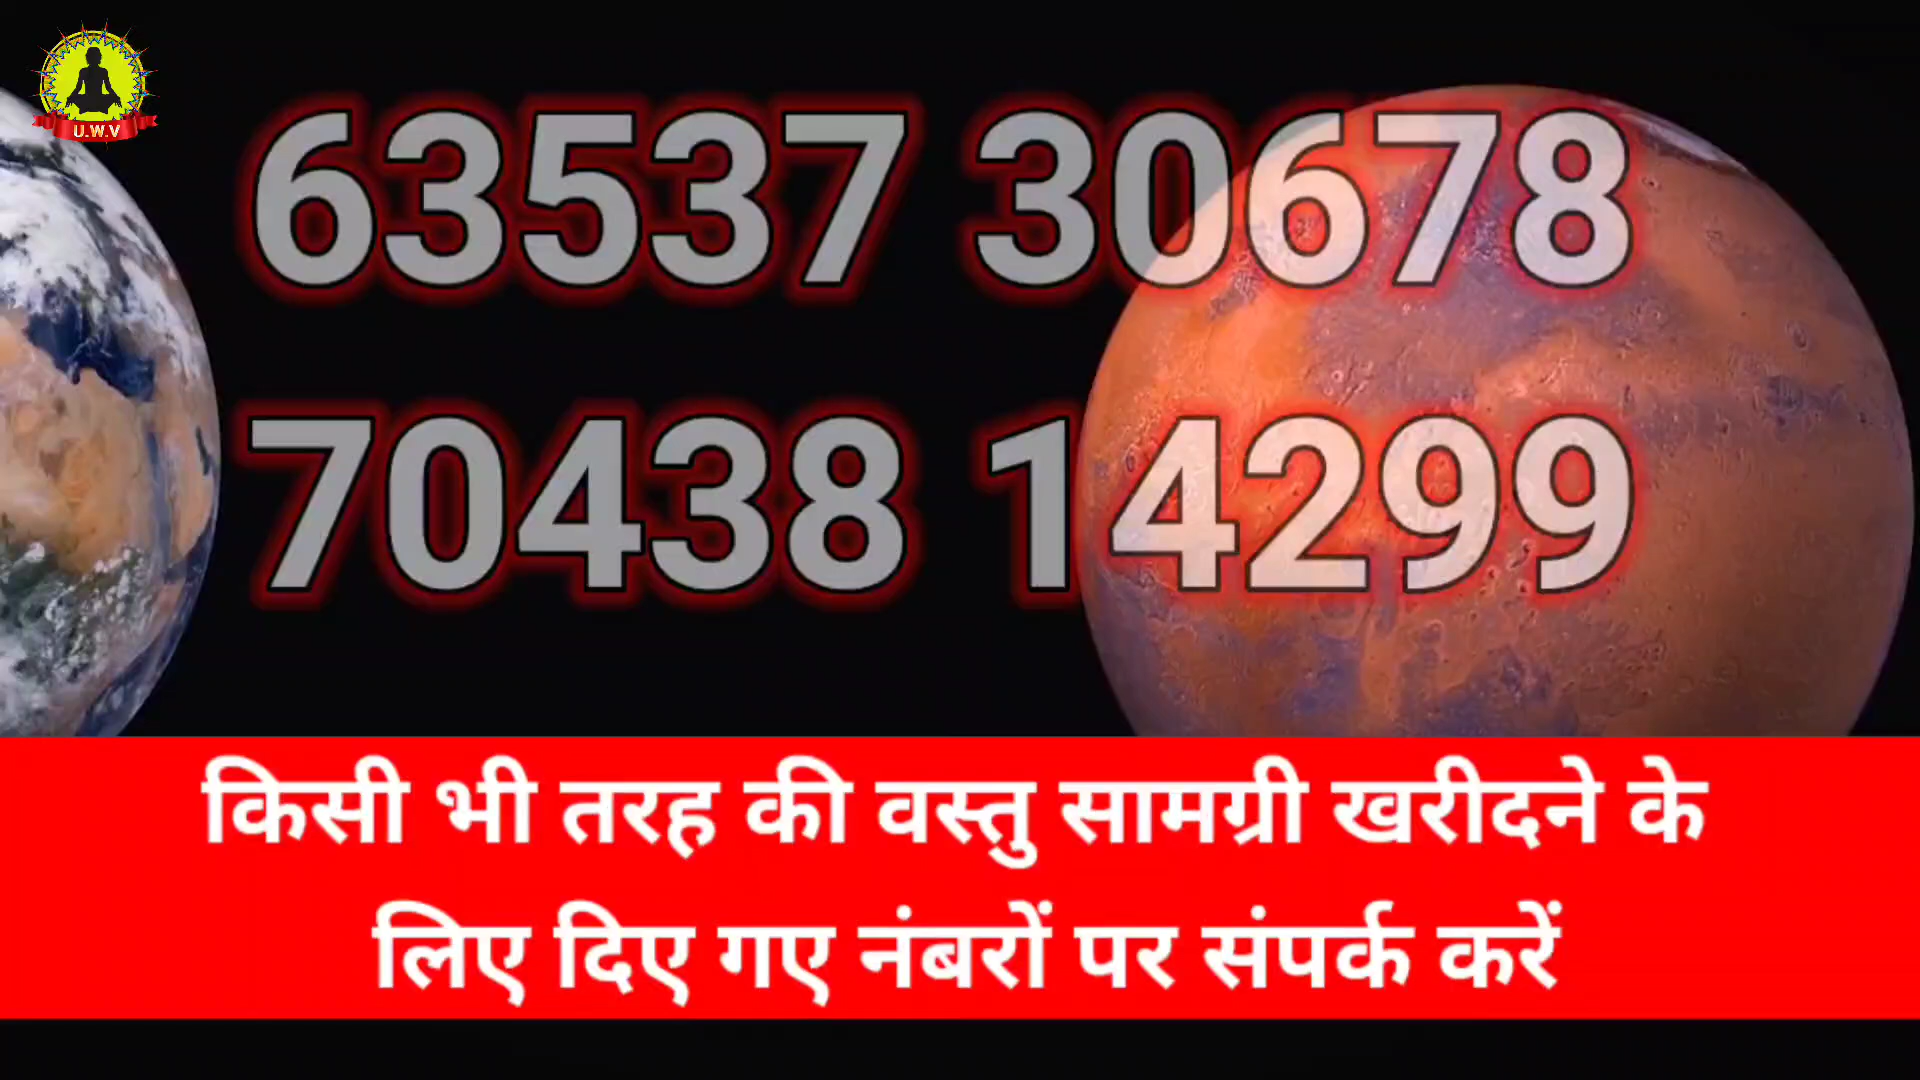 U.W.V
63537 30678
70438 14299
किसी भी तरह की वस्तु सामग्री खरीदने के
लिए दिए गए नंबरों पर संपर्क करें